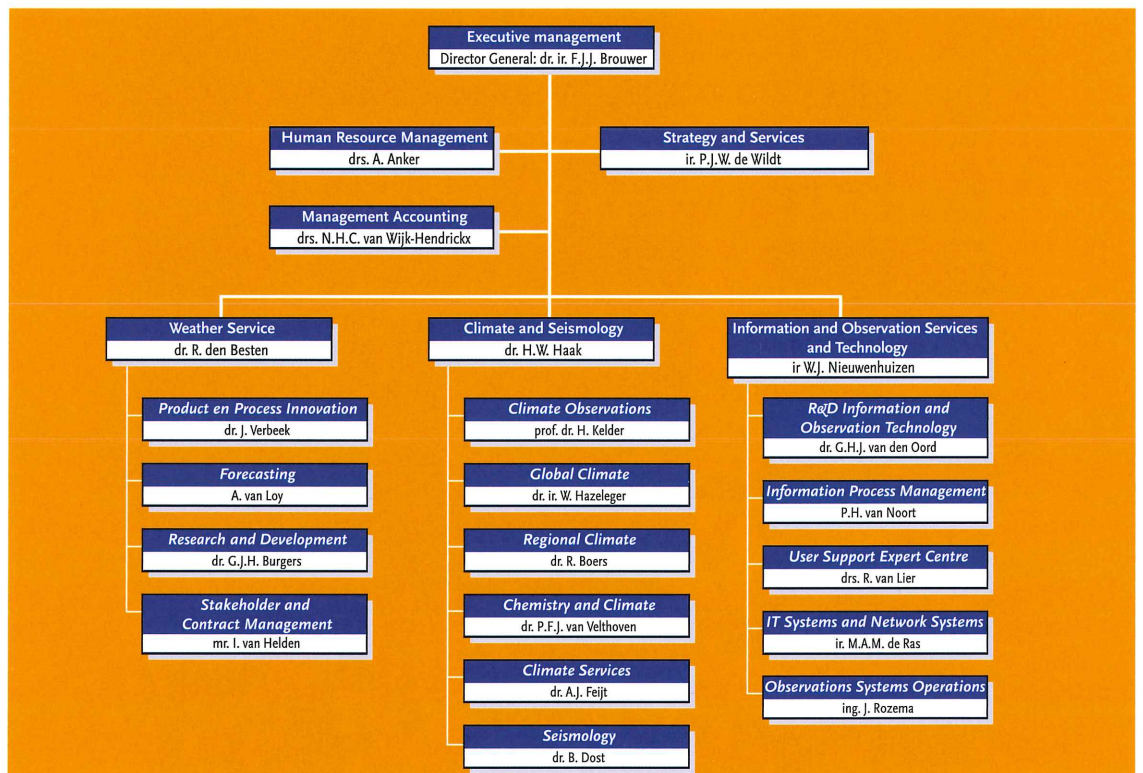 Executive management
Director General: dr. ir. F.J.J. Brouwer
Human Resource Management
drs. A. Anker
Strategy and Services
ir. P.J.W. de Wildt
Management Accounting
drs. N.H.C. van Wijk-Hendrickx
Weather Service
dr. R. den Besten
Product en Process Innovation
dr. J. Verbeek
Forecasting
A. van Loy
Research and Development
dr. G.J.H. Burgers
Stakeholder and
Contract Management
mr. I. van Helden
Climate and Seismology
dr. H.W. Haak
Climate Observations
prof. dr. H. Kelder
Global Climate
dr. ir. W. Hazeleger
Regional Climate
dr. R. Boers
Chemistry and Climate
dr. P.F.J. van Velthoven
Climate Services
dr. A.J. Feijt
Seismology
dr. B. Dost
Information and Observation Services
and Technology
ir W.J. Nieuwenhuizen
R&D Information and
Observation Technology
dr. G.H.J. van den Oord
Information Process Management
P.H. van Noort
User Support Expert Centre
drs. R. van Lier
IT Systems and Network Systems
ir. M.A.M. de Ras
Observations Systems Operations
ing. J. Rozema